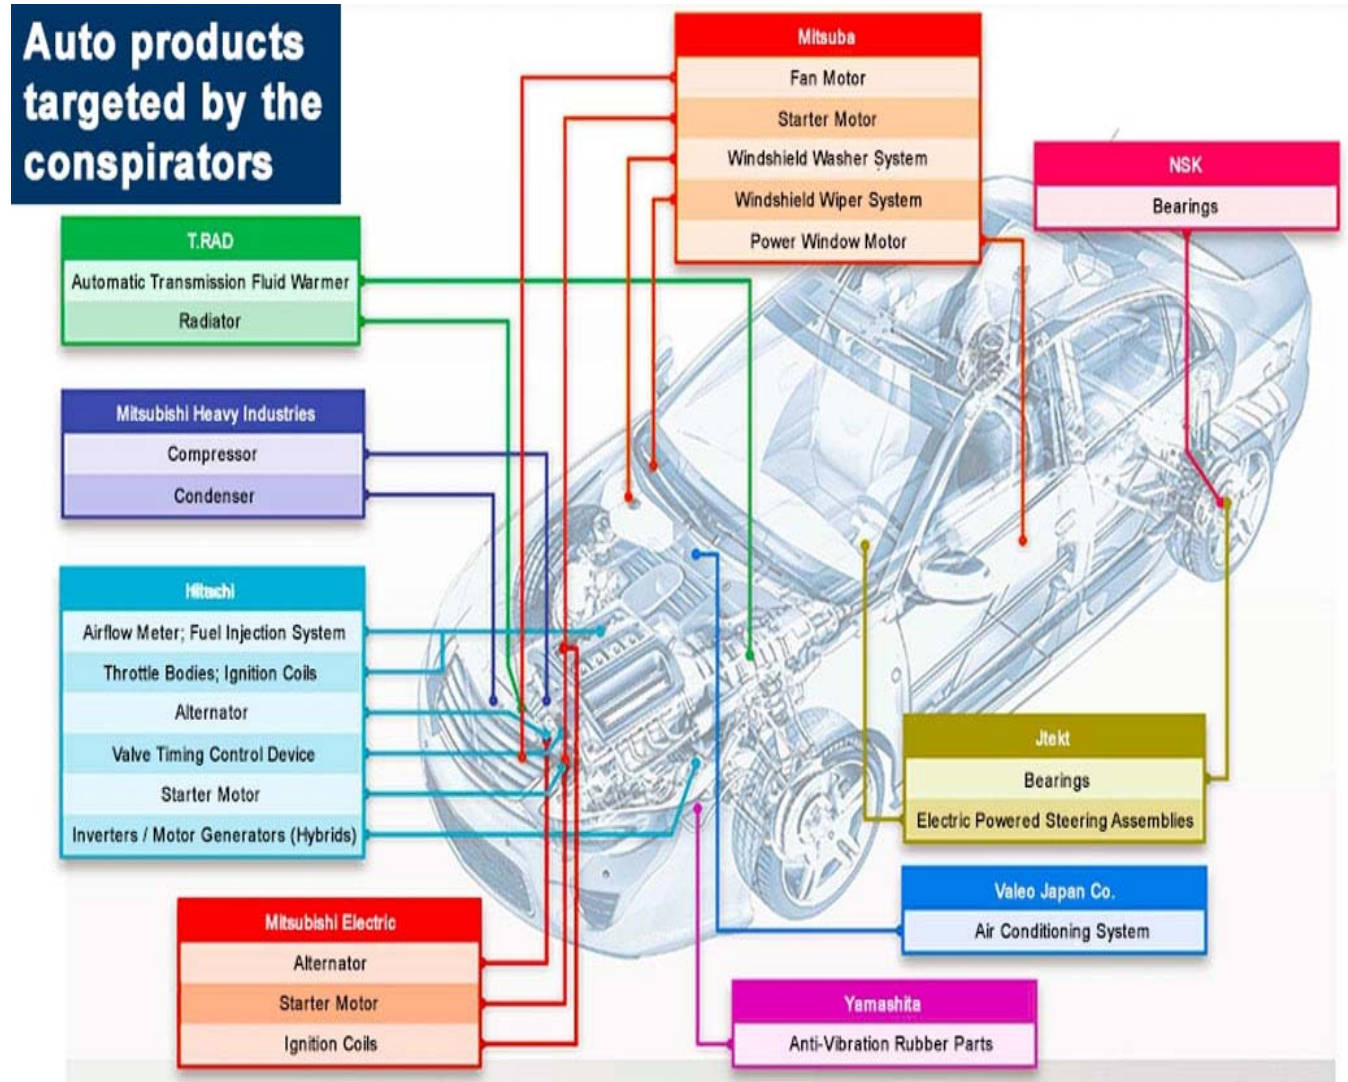 Auto products
targeted by the
conspirators
Mitsuba
Fan Motor
Starter Motor
Windshield Washer System
Windshield Wiper System
Power Window Motor
NSK
Bearings
T.RAD
Automatic Transmission Fluid Warmer
Radiator
Mitsubishi Heavy Industries
Compressor
Condenser
Hitachi
Airflow Meter; Fuel Injection System
Throttle Bodies; Ignition Coils
Alternator
Valve Timing Control Device
Starter Motor
Inverters / Motor Generators (Hybrids)
Jtekt
Bearings
Electric Powered Steering Assemblies
Valeo Japan Co.
Air Conditioning System
Mitsubishi Electric
Alternator
Starter Motor
Ignition Coils
Yamashita
Anti-Vibration Rubber Parts